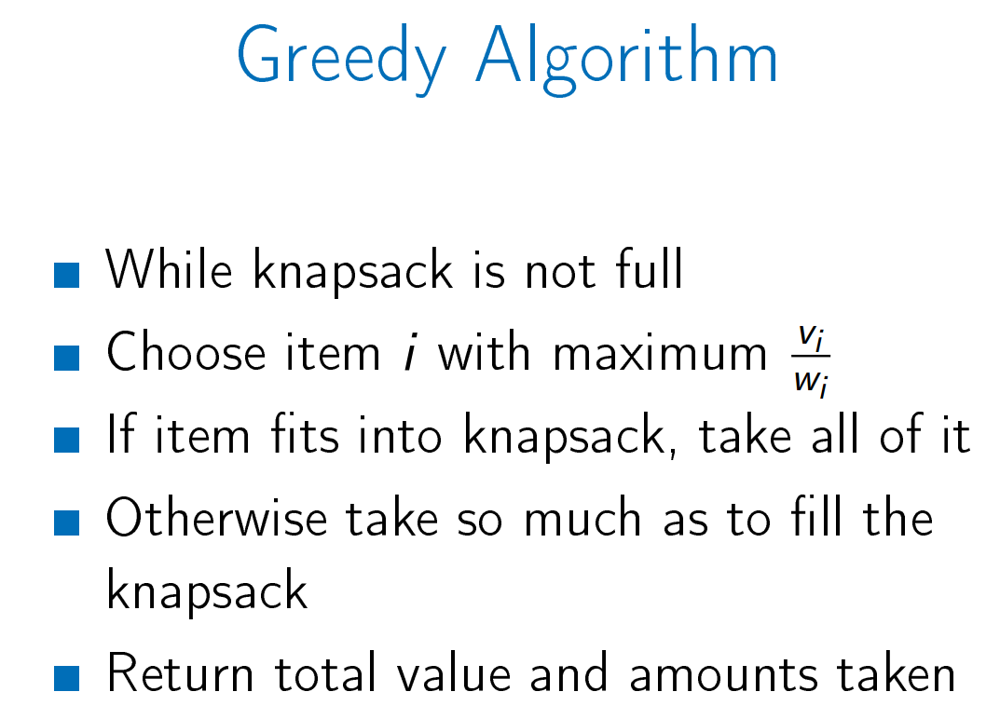 Greedy Algorithm
While knapsack is not full
Choose item i with maximum v_i/w_i
If item fits into knapsack, take all of it
Otherwise take so much as to fill the
knapsack
Return total value and amounts taken